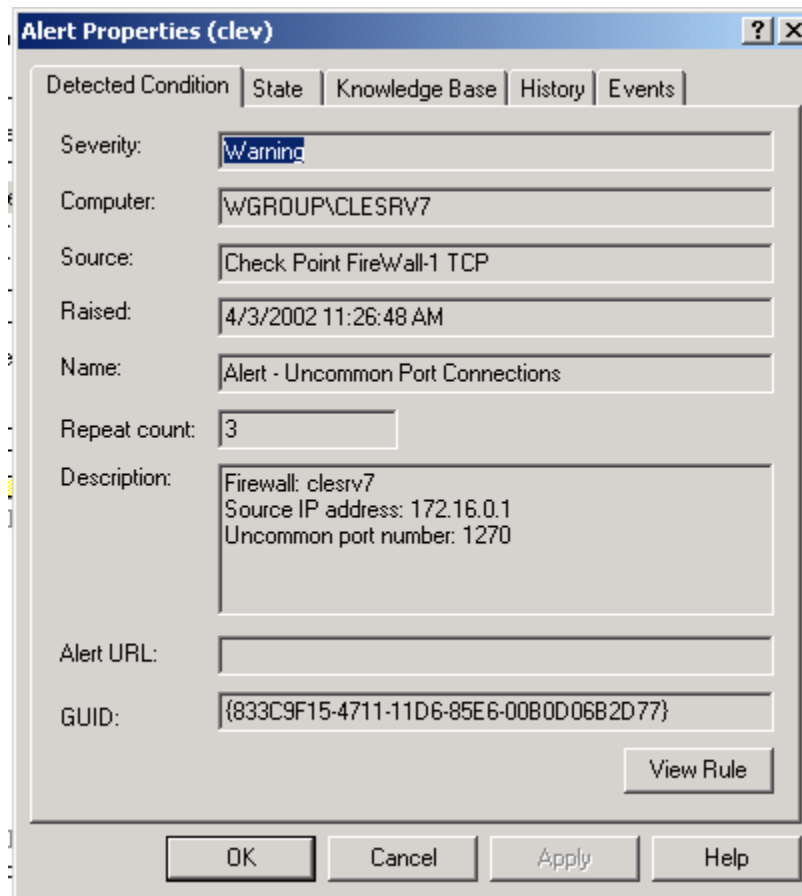 Alert Properties (clev)
Detected Condition State Knowledge Base History Events
Severity: Warning
Computer: WGROUP\CLESRV7
Source: Check Point FireWall-1 TCP
Raised: 4/3/2002 11:26:48 AM
Name: Alert - Uncommon Port Connections
Repeat count: 3
Description: Firewall: clesrv7
Source IP address: 172.16.0.1
Uncommon port number: 1270
Alert URL:
GUID: {833C9F15-4711-11D6-85E6-00B0D06B2D77}
View Rule
OK Cancel Apply Help